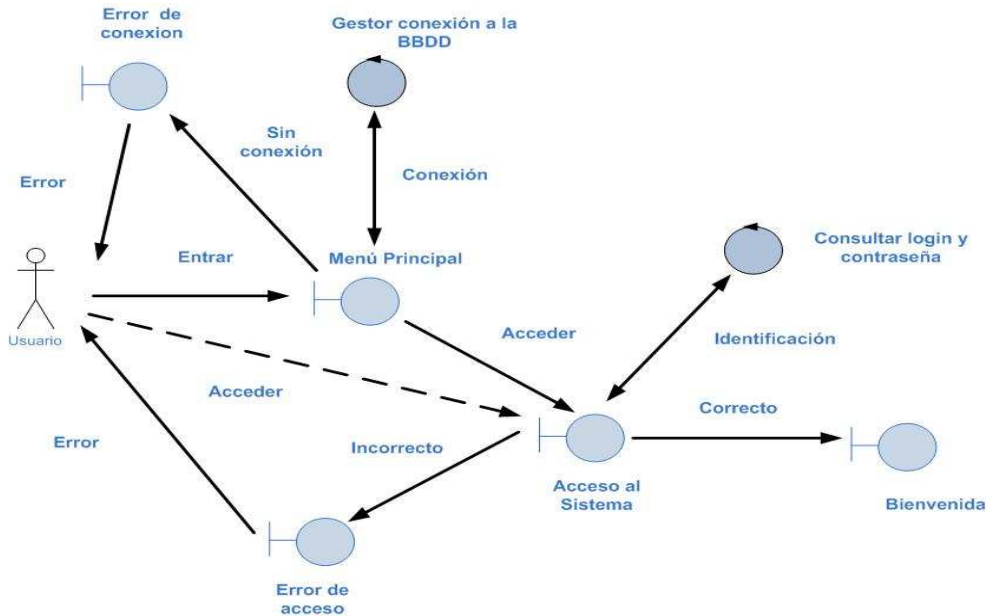 Error de
conexion
Gestor conexión a la
BBDD
Sin
conexión
Error
Conexión
Consultar login y
contraseña
Entrar
Menú Principal
Usuario
Acceder
Identificación
Acceder
Correcto
Error
Incorrecto
Acceso al
Sistema
Bienvenida
Error de
acceso